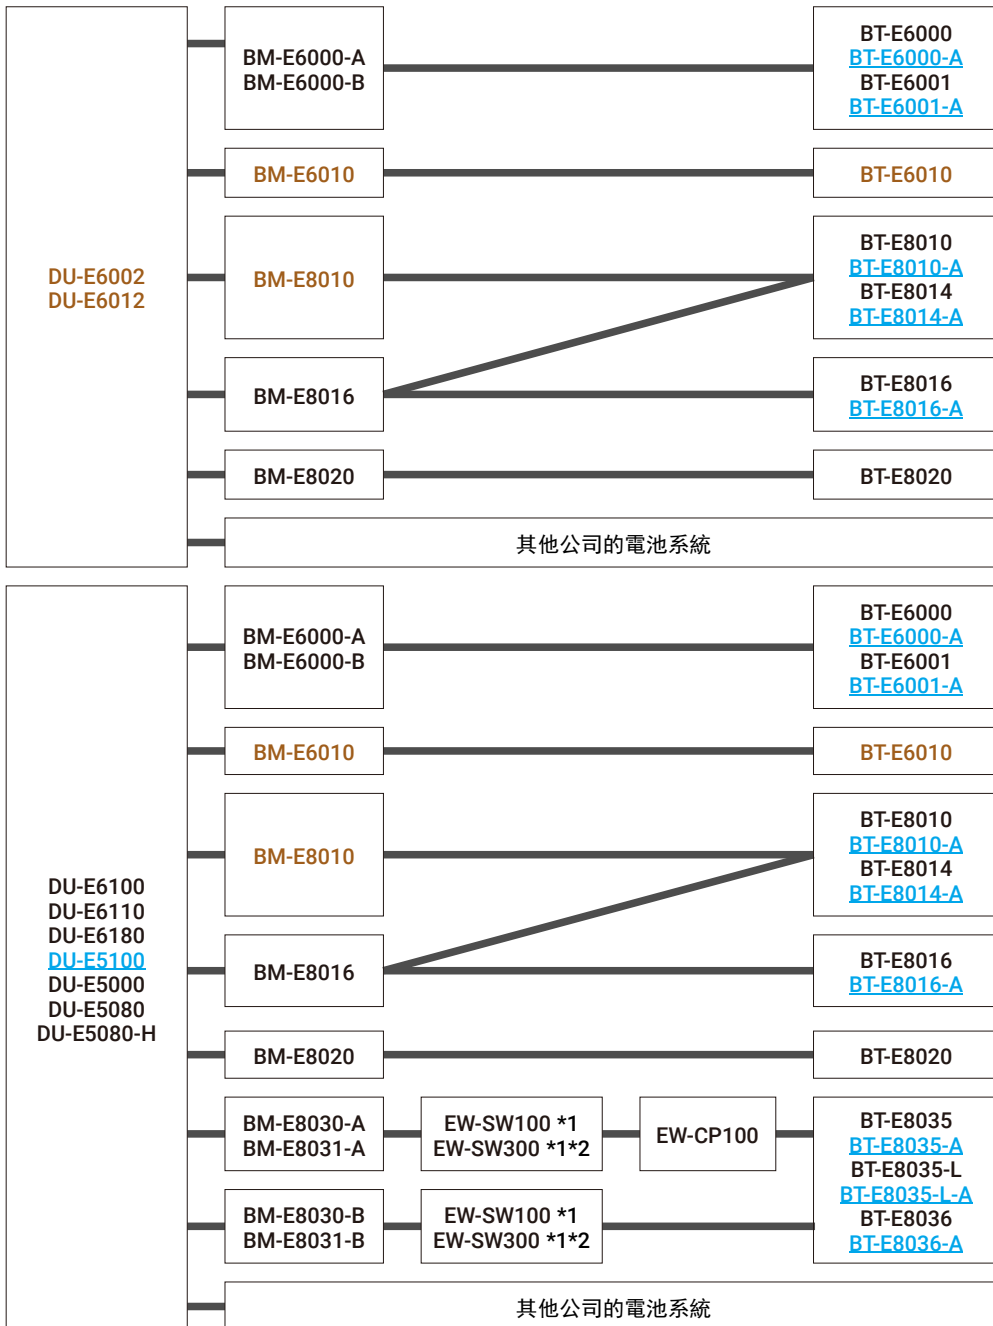 DU-E6002
DU-E6012
BM-E6000-A
BM-E6000-B
BT-E6000
BT-E6000-A
BT-E6001
BT-E6001-A
BM-E6010
BT-E6010
BM-E8010
BT-E8010
BT-E8010-A
BT-E8014
BT-E8014-A
BM-E8016
BT-E8016
BT-E8016-A
BM-E8020
BT-E8020
其他公司的電池系統
DU-E6100
DU-E6110
DU-E6180
DU-E5100
DU-E5000
DU-E5080
DU-E5080-H
BM-E6000-A
BM-E6000-B
BT-E6000
BT-E6000-A
BT-E6001
BT-E6001-A
BM-E6010
BT-E6010
BM-E8010
BT-E8010
BT-E8010-A
BT-E8014
BT-E8014-A
BM-E8016
BT-E8016
BT-E8016-A
BM-E8020
BT-E8020
BM-E8030-A
BM-E8031-A
EW-SW100 *1
EW-SW300 *1*2
EW-CP100
BT-E8035
BT-E8035-A
BT-E8035-L
BT-E8035-L-A
BT-E8036
BT-E8036-A
BM-E8030-B
BM-E8031-B
EW-SW100 *1
EW-SW300 *1*2
其他公司的電池系統